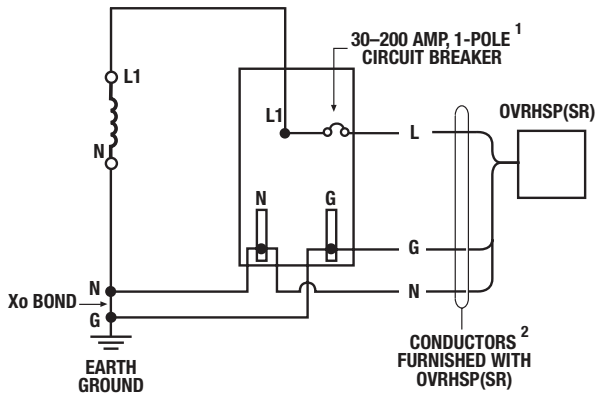 30–200 AMP, 1-POLE 1
CIRCUIT BREAKER
L1
L1
OVRHSP(SR)
L
N
N
G
G
N
N
Xo BOND
G
EARTH
GROUND
CONDUCTORS 2
FURNISHED WITH
OVRHSP(SR)